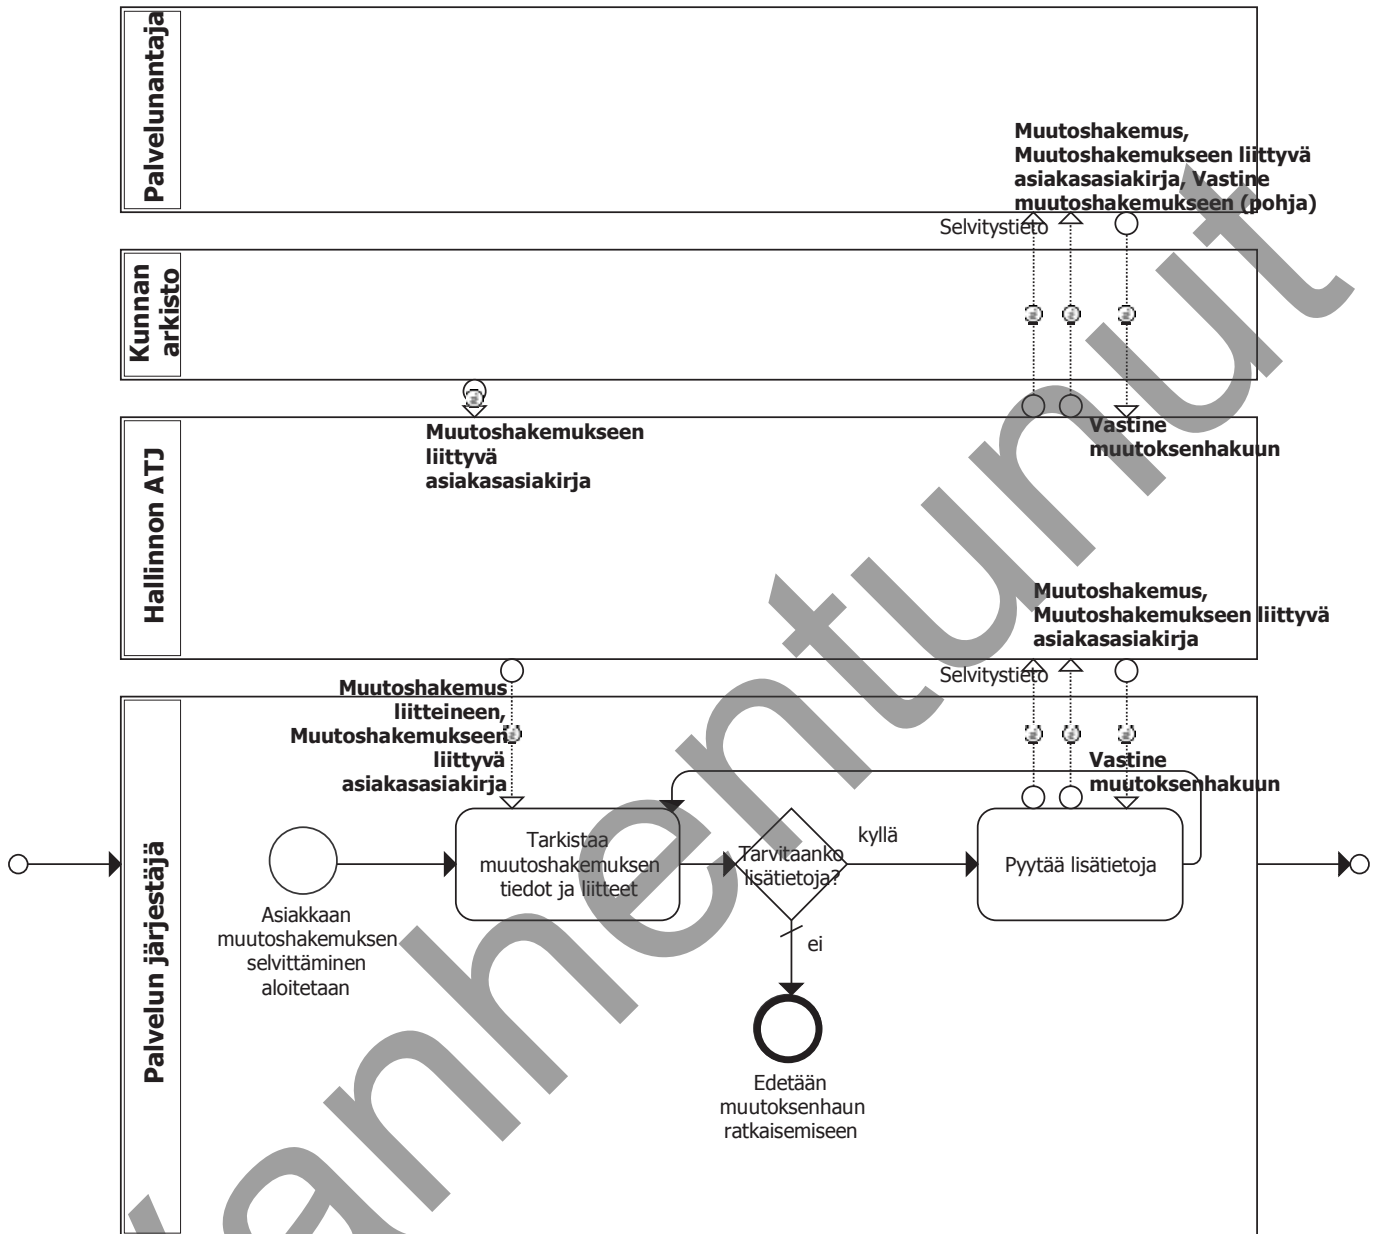 Palvelunantaja
Muutoshakemus,
Muutoshakemukseen liittyvä
asiakasasiakirja, Vastine
muutoshakemukseen (pohja)
Selvitystieto
Kunnan
arkisto
Hallinnon ATJ
Muutoshakemukseen
liittyvä
asiakasasiakirja
Vastine
muutoksenhakuun
Muutoshakemus,
Muutoshakemukseen liittyvä
asiakasasiakirja
Selvitystieto
Palvelun järjestäjä
Muutoshakemus
liitteineen,
Muutoshakemukseen
liittyvä
asiakasasiakirja
Vastine
muutoksenhakuun
Asiakkaan
muutoshakemuksen
selvittäminen
aloitetaan
Tarkistaa
muutoshakemuksen
tiedot ja liitteet
Tarvitaanko
lisätietoja?
kyllä
ei
Pyytää lisätietoja
Edetään
muutoksenhaun
ratkaisemiseen
Vanhentunut